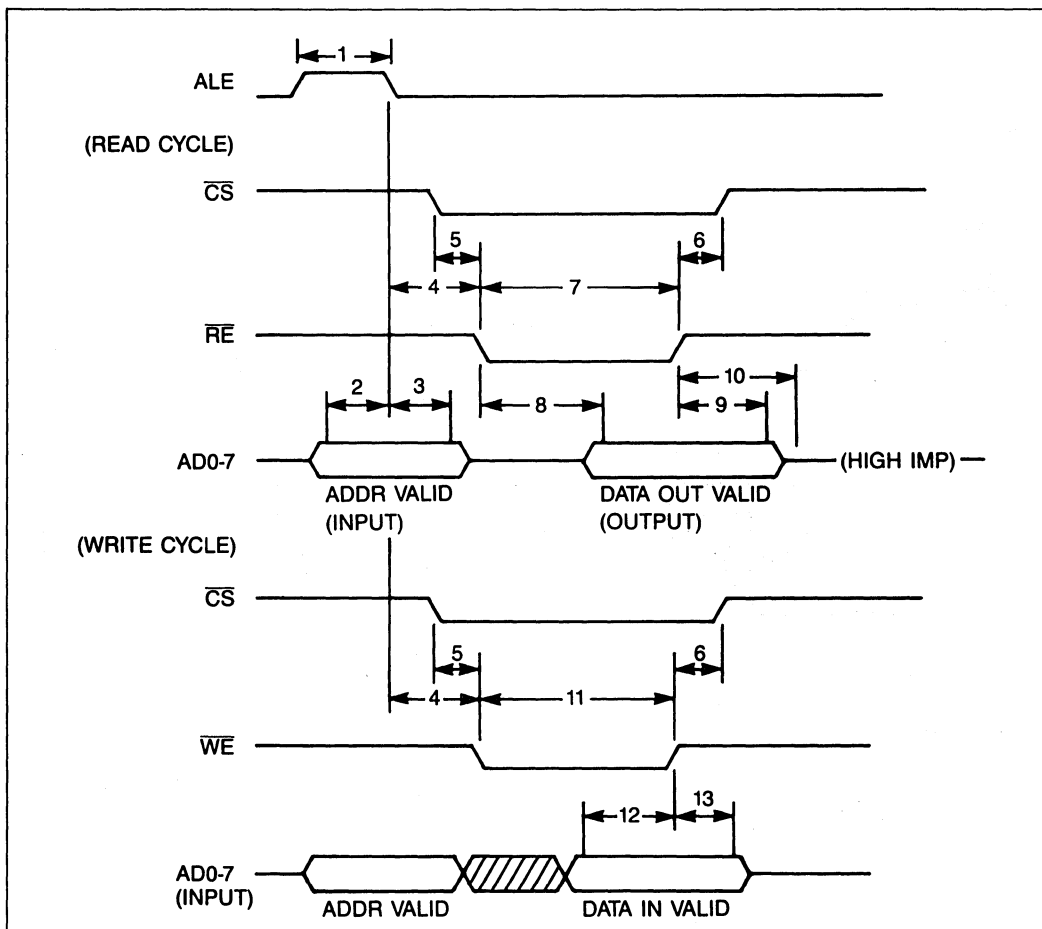 1
ALE
(READ CYCLE)
CS
5
6
4
7
RE
10
2
3
8
9
AD0-7
(HIGH IMP)
ADDR VALID
(INPUT)
DATA OUT VALID
(OUTPUT)
(WRITE CYCLE)
CS
5
6
4
11
WE
12
13
AD0-7
(INPUT)
ADDR VALID
DATA IN VALID